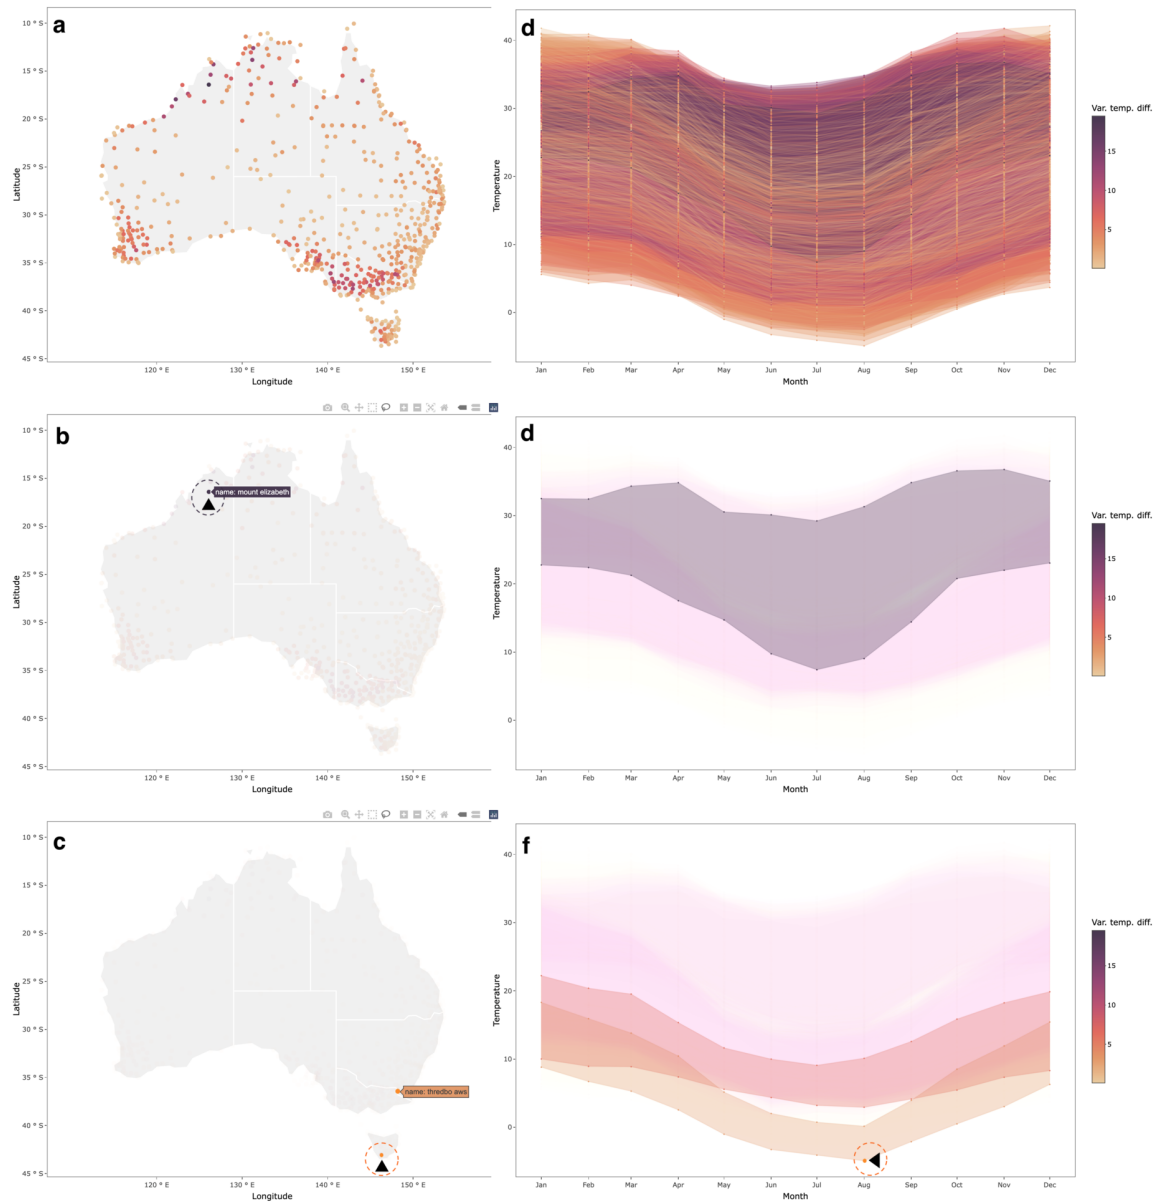 a
10 ° S
15 ° S
20 ° S
25 ° S
30 ° S
35 ° S
40 ° S
45 ° S
Latitude
120 ° E
130 ° E
140 ° E
150 ° E
Longitude
d
40
30
20
10
0
Temperature
Jan
Feb
Mar
Apr
May
Jun
Jul
Aug
Sep
Oct
Nov
Dec
Month
Var. temp. diff.
15
10
5
b
10 ° S
15 ° S
20 ° S
25 ° S
30 ° S
35 ° S
40 ° S
45 ° S
Latitude
name: mount elizabeth
120 ° E
130 ° E
140 ° E
150 ° E
Longitude
d
40
30
20
10
0
Temperature
Jan
Feb
Mar
Apr
May
Jun
Jul
Aug
Sep
Oct
Nov
Dec
Month
Var. temp. diff.
15
10
5
c
10 ° S
15 ° S
20 ° S
25 ° S
30 ° S
35 ° S
40 ° S
45 ° S
Latitude
name: thredbo aws
120 ° E
130 ° E
140 ° E
150 ° E
Longitude
f
40
30
20
10
0
Temperature
Jan
Feb
Mar
Apr
May
Jun
Jul
Aug
Sep
Oct
Nov
Dec
Month
Var. temp. diff.
15
10
5